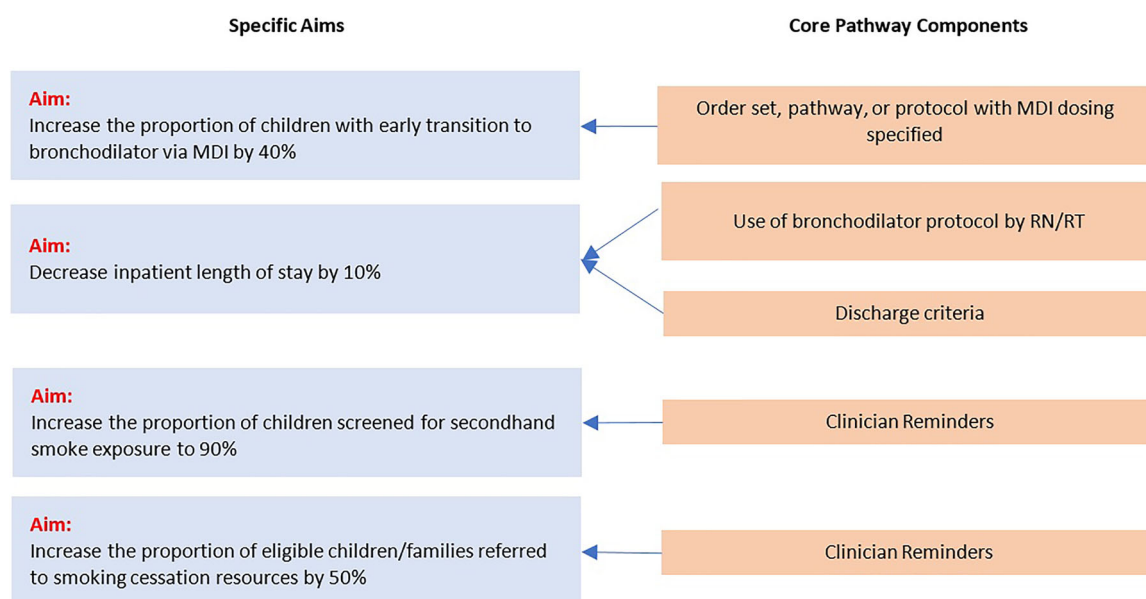 Specific Aims
Core Pathway Components
Aim:
Increase the proportion of children with early transition to
bronchodilator via MDI by 40%
Order set, pathway, or protocol with MDI dosing
specified
Aim:
Decrease inpatient length of stay by 10%
Use of bronchodilator protocol by RN/RT
Discharge criteria
Aim:
Increase the proportion of children screened for secondhand
smoke exposure to 90%
Clinician Reminders
Aim:
Increase the proportion of eligible children/families referred
to smoking cessation resources by 50%
Clinician Reminders